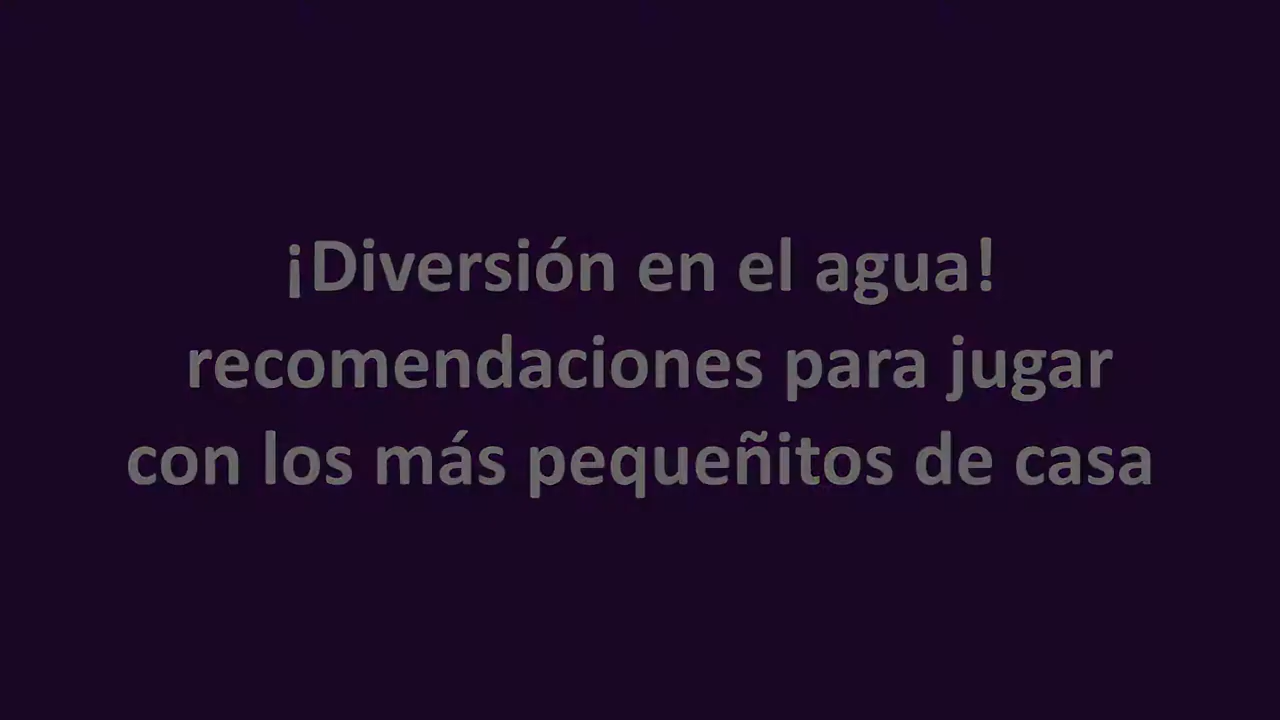 ¡Diversión en el agua!
recomendaciones para jugar
con los más pequeñitos de casa